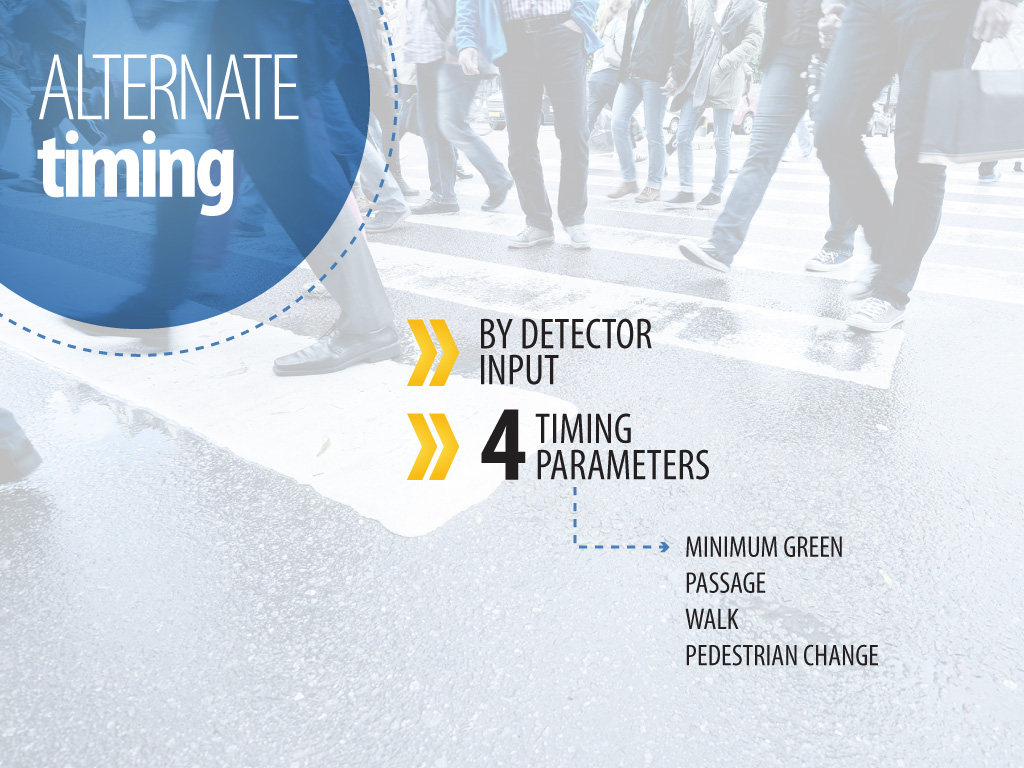 ALTERNATE
timing
BY DETECTOR
INPUT
4 TIMING
PARAMETERS
MINIMUM GREEN
PASSAGE
WALK
PEDESTRIAN CHANGE